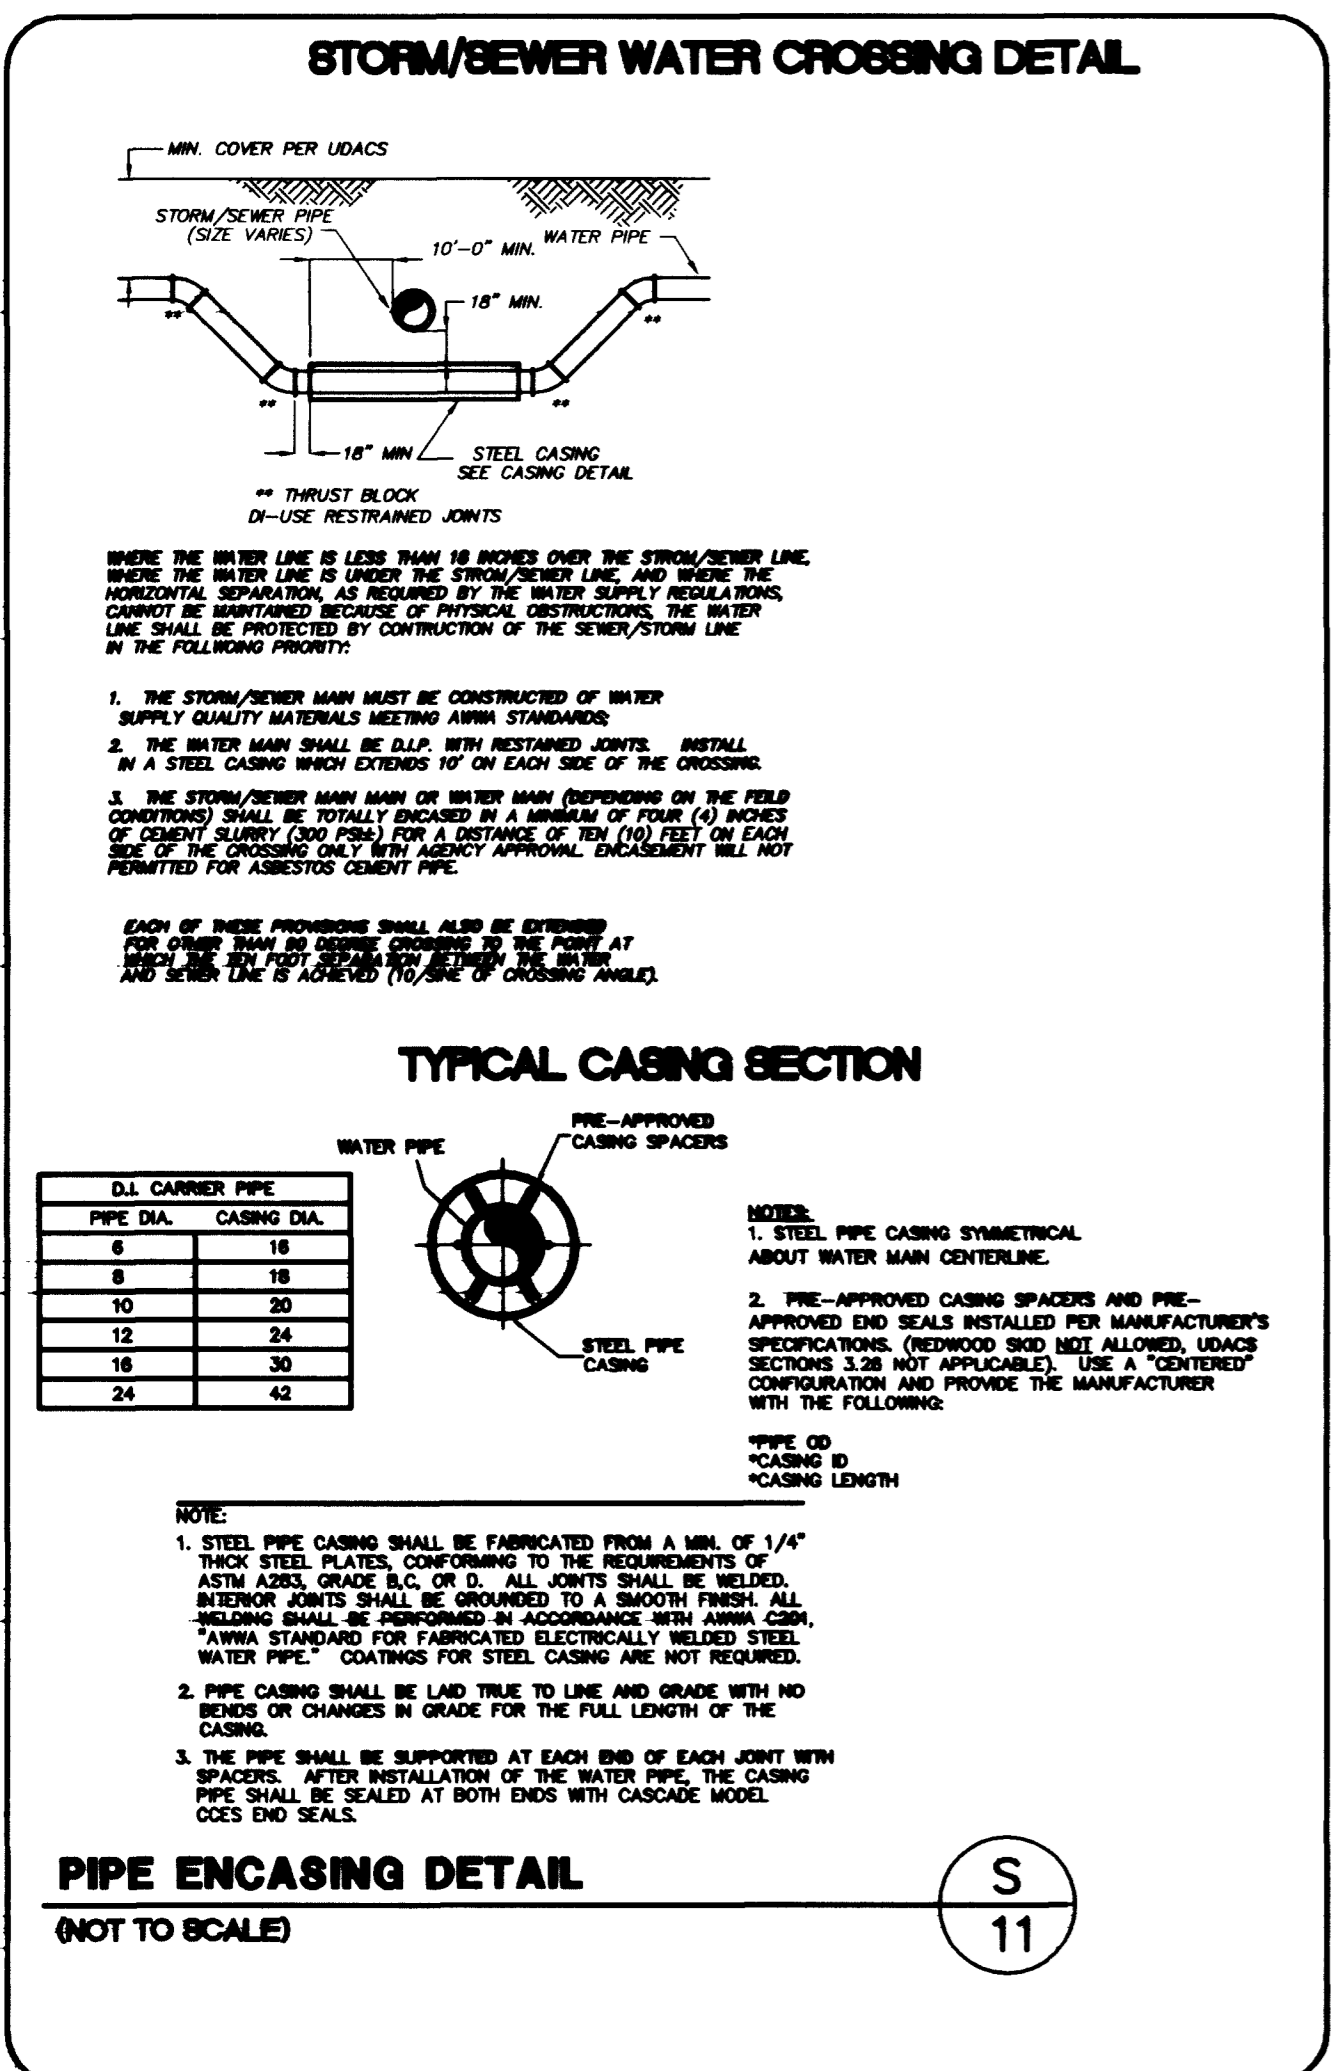 STORM/SEWER WATER CROSSING DETAIL
MIN. COVER PER UDACS
STORM/SEWER PIPE
(SIZE VARIES)
10'-0" MIN.
WATER PIPE
18" MIN.
**
**
**
**
18" MIN
STEEL CASING
SEE CASING DETAIL
** THRUST BLOCK
DI-USE RESTRAINED JOINTS
WHERE THE WATER LINE IS LESS THAN 18 INCHES OVER THE STROM/SEWER LINE,
WHERE THE WATER LINE IS UNDER THE STROM/SEWER LINE, AND WHERE THE
HORIZONTAL SEPARATION, AS REQUIRED BY THE WATER SUPPLY REGULATIONS,
CANNOT BE MAINTAINED BECAUSE OF PHYSICAL OBSTRUCTIONS, THE WATER
LINE SHALL BE PROTECTED BY CONTRUCTION OF THE SEWER/STORM LINE
IN THE FOLLWOING PRIORITY:
1. THE STORM/SEWER MAIN MUST BE CONSTRUCTED OF WATER
SUPPLY QUALITY MATERIALS MEETING AWWA STANDARDS;
2. THE WATER MAIN SHALL BE D.I.P. WITH RESTAINED JOINTS. INSTALL
IN A STEEL CASING WHICH EXTENDS 10' ON EACH SIDE OF THE CROSSING.
3. THE STORM/SEWER MAIN MAIN OR WATER MAIN (DEPENDING ON THE FEILD
CONDITIONS) SHALL BE TOTALLY ENCASED IN A MINIMUM OF FOUR (4) INCHES
OF CEMENT SLURRY (300 PSI±) FOR A DISTANCE OF TEN (10) FEET ON EACH
SIDE OF THE CROSSING ONLY WITH AGENCY APPROVAL. ENCASEMENT WILL NOT
PERMITTED FOR ASBESTOS CEMENT PIPE.
EACH OF THESE PROVISIONS SHALL ALSO BE EXTENDED
FOR OTHER THAN 90 DEGREE CROSSING TO THE POINT AT
WHICH THE TEN FOOT SEPARATION BETWEEN THE WATER
AND SEWER LINE IS ACHIEVED (10/SINE OF CROSSING ANGLE).
TYPICAL CASING SECTION
PRE-APPROVED
CASING SPACERS
WATER PIPE
STEEL PIPE
CASING
D.I. CARRIER PIPE
PIPE DIA. CASING DIA.
6 16
8 18
10 20
12 24
16 30
24 42
NOTES:
1. STEEL PIPE CASING SYMMETRICAL
ABOUT WATER MAIN CENTERLINE.
2. PRE-APPROVED CASING SPACERS AND PRE-
APPROVED END SEALS INSTALLED PER MANUFACTURER'S
SPECIFICATIONS. (REDWOOD SKID NOT ALLOWED, UDACS
SECTIONS 3.26 NOT APPLICABLE). USE A "CENTERED"
CONFIGURATION AND PROVIDE THE MANUFACTURER
WITH THE FOLLOWING:
*PIPE OD
*CASING ID
*CASING LENGTH
NOTE:
1. STEEL PIPE CASING SHALL BE FABRICATED FROM A MIN. OF 1/4"
THICK STEEL PLATES, CONFORMING TO THE REQUIREMENTS OF
ASTM A283, GRADE B,C, OR D. ALL JOINTS SHALL BE WELDED.
INTERIOR JOINTS SHALL BE GROUNDED TO A SMOOTH FINISH. ALL
WELDING SHALL BE PERFORMED IN ACCORDANCE WITH AWWA C201,
"AWWA STANDARD FOR FABRICATED ELECTRICALLY WELDED STEEL
WATER PIPE." COATINGS FOR STEEL CASING ARE NOT REQUIRED.
2. PIPE CASING SHALL BE LAID TRUE TO LINE AND GRADE WITH NO
BENDS OR CHANGES IN GRADE FOR THE FULL LENGTH OF THE
CASING.
3. THE PIPE SHALL BE SUPPORTED AT EACH END OF EACH JOINT WITH
SPACERS. AFTER INSTALLATION OF THE WATER PIPE, THE CASING
PIPE SHALL BE SEALED AT BOTH ENDS WITH CASCADE MODEL
CCES END SEALS.
PIPE ENCASING DETAIL
(NOT TO SCALE)
S
11